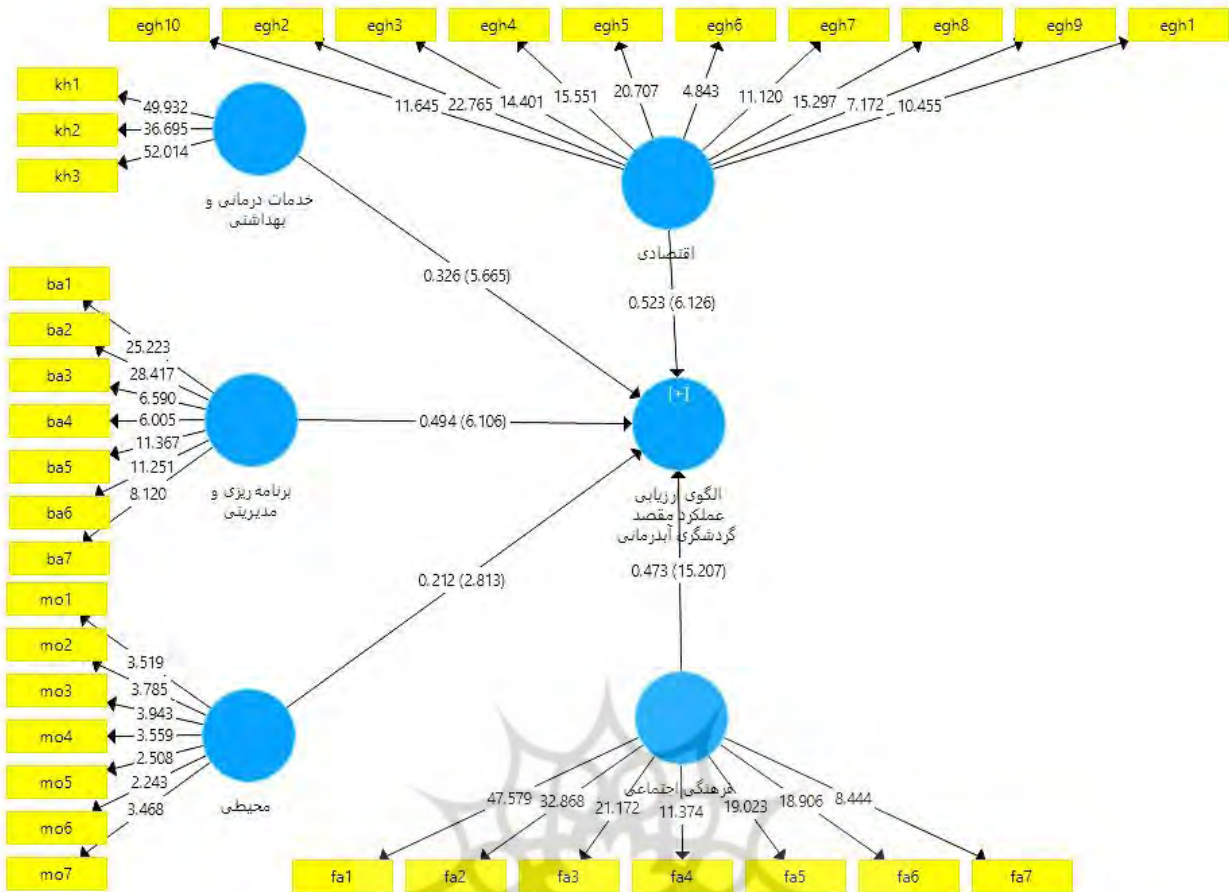 egh10
egh2
egh3
egh4
egh5
egh6
egh7
egh8
egh9
egh1
11.645
22.765
14.401
15.551
20.707
4.843
11.120
15.297
7.172
10.455
kh1
kh2
kh3
49.932
36.695
52.014
خدمات درمانی و
بهداشتی
اقتصادی
0.326 (5.665)
0.523 (6.126)
ba1
ba2
ba3
ba4
ba5
ba6
ba7
25.223
28.417
6.590
6.005
11.367
11.251
8.120
برنامه ریزی و
مدیریتی
0.494 (6.106)
[+]
الگوی ارزیابی
عملکرد مقصد
گردشگری آبدرمانی
0.212 (2.813)
0.473 (15.207)
mo1
mo2
mo3
mo4
mo5
mo6
mo7
3.519
3.785
3.943
3.559
2.508
2.243
3.468
محیطی
فرهنگی اجتماعی
47.579
32.868
21.172
11.374
19.023
18.906
8.444
fa1
fa2
fa3
fa4
fa5
fa6
fa7